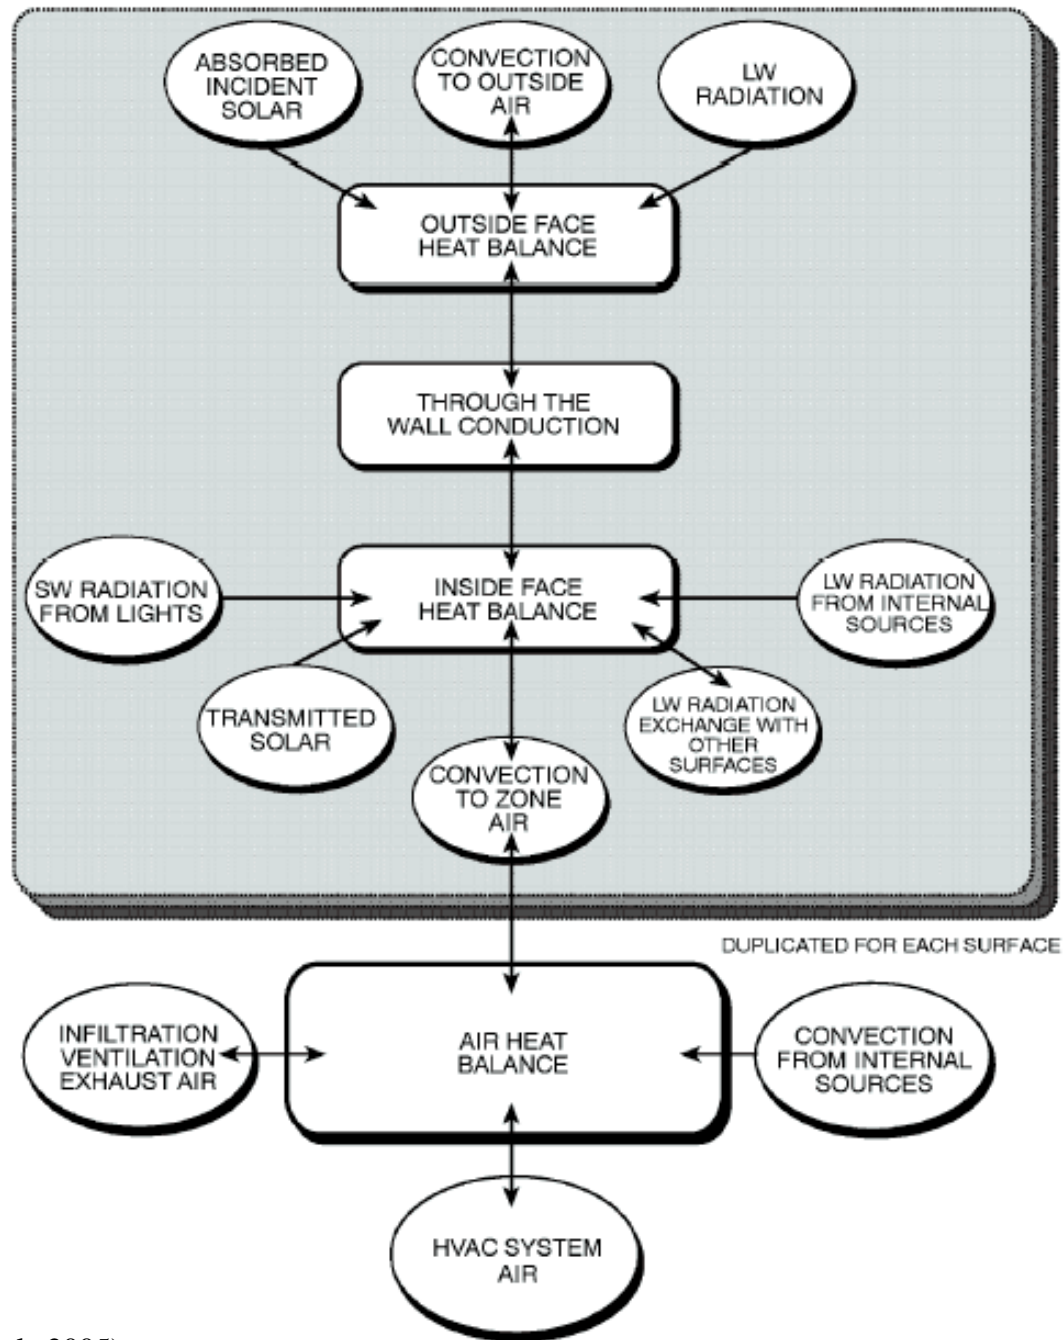 ABSORBED
INCIDENT
SOLAR
CONVECTION
TO OUTSIDE
AIR
LW
RADIATION
OUTSIDE FACE
HEAT BALANCE
THROUGH THE
WALL CONDUCTION
SW RADIATION
FROM LIGHTS
INSIDE FACE
HEAT BALANCE
LW RADIATION
FROM INTERNAL
SOURCES
TRANSMITTED
SOLAR
CONVECTION
TO ZONE
AIR
LW RADIATION
EXCHANGE WITH
OTHER
SURFACES
DUPLICATED FOR EACH SURFACE
INFILTRATION
VENTILATION
EXHAUST AIR
AIR HEAT
BALANCE
CONVECTION
FROM INTERNAL
SOURCES
HVAC SYSTEM
AIR